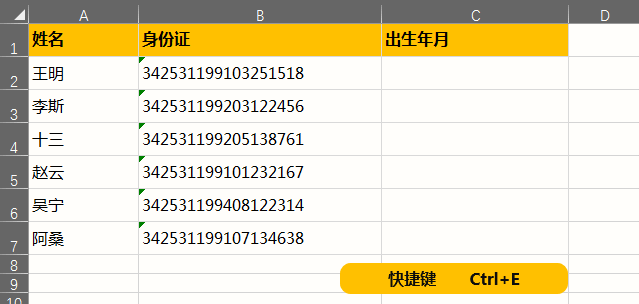 A B C D
1 姓名 身份证 出生年月
2 王明 342531199103251518
3 李斯 342531199203122456
4 十三 342531199205138761
5 赵云 342531199101232167
6 吴宁 342531199408122314
7 阿桑 342531199107134638
8
9 快捷键 Ctrl+E
10